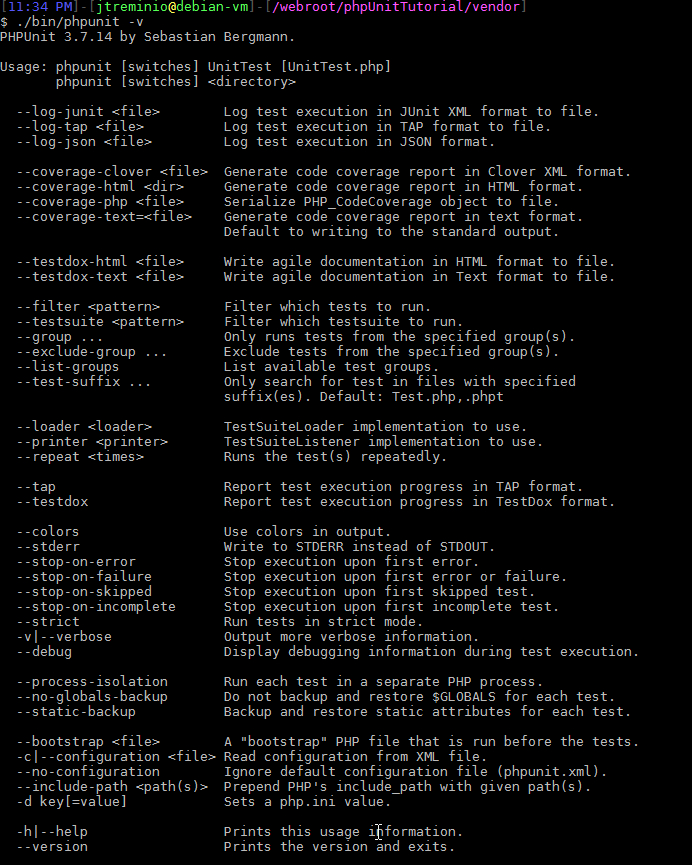 [11:34 PM]-[jtreminio@debian-vm]-[/webroot/phpUnitTutorial/vendor]
$ ./bin/phpunit -v
PHPUnit 3.7.14 by Sebastian Bergmann.
Usage: phpunit [switches] UnitTest [UnitTest.php]
phpunit [switches] <directory>
--log-junit <file> Log test execution in JUnit XML format to file.
--log-tap <file> Log test execution in TAP format to file.
--log-json <file> Log test execution in JSON format.
--coverage-clover <file> Generate code coverage report in Clover XML format.
--coverage-html <dir> Generate code coverage report in HTML format.
--coverage-php <file> Serialize PHP_CodeCoverage object to file.
--coverage-text=<file> Generate code coverage report in text format.
Default to writing to the standard output.
--testdox-html <file> Write agile documentation in HTML format to file.
--testdox-text <file> Write agile documentation in Text format to file.
--filter <pattern> Filter which tests to run.
--testsuite <pattern> Filter which testsuite to run.
--group ... Only runs tests from the specified group(s).
--exclude-group ... Exclude tests from the specified group(s).
--list-groups List available test groups.
--test-suffix ... Only search for test in files with specified
suffix(es). Default: Test.php,.phpt
--loader <loader> TestSuiteLoader implementation to use.
--printer <printer> TestSuiteListener implementation to use.
--repeat <times> Runs the test(s) repeatedly.
--tap Report test execution progress in TAP format.
--testdox Report test execution progress in TestDox format.
--colors Use colors in output.
--stderr Write to STDERR instead of STDOUT.
--stop-on-error Stop execution upon first error.
--stop-on-failure Stop execution upon first error or failure.
--stop-on-skipped Stop execution upon first skipped test.
--stop-on-incomplete Stop execution upon first incomplete test.
--strict Run tests in strict mode.
-v|--verbose Output more verbose information.
--debug Display debugging information during test execution.
--process-isolation Run each test in a separate PHP process.
--no-globals-backup Do not backup and restore $GLOBALS for each test.
--static-backup Backup and restore static attributes for each test.
--bootstrap <file> A "bootstrap" PHP file that is run before the tests.
-c|--configuration <file> Read configuration from XML file.
--no-configuration Ignore default configuration file (phpunit.xml).
--include-path <path(s)> Prepend PHP's include_path with given path(s).
-d key[=value] Sets a php.ini value.
-h|--help Prints this usage information.
--version Prints the version and exits.